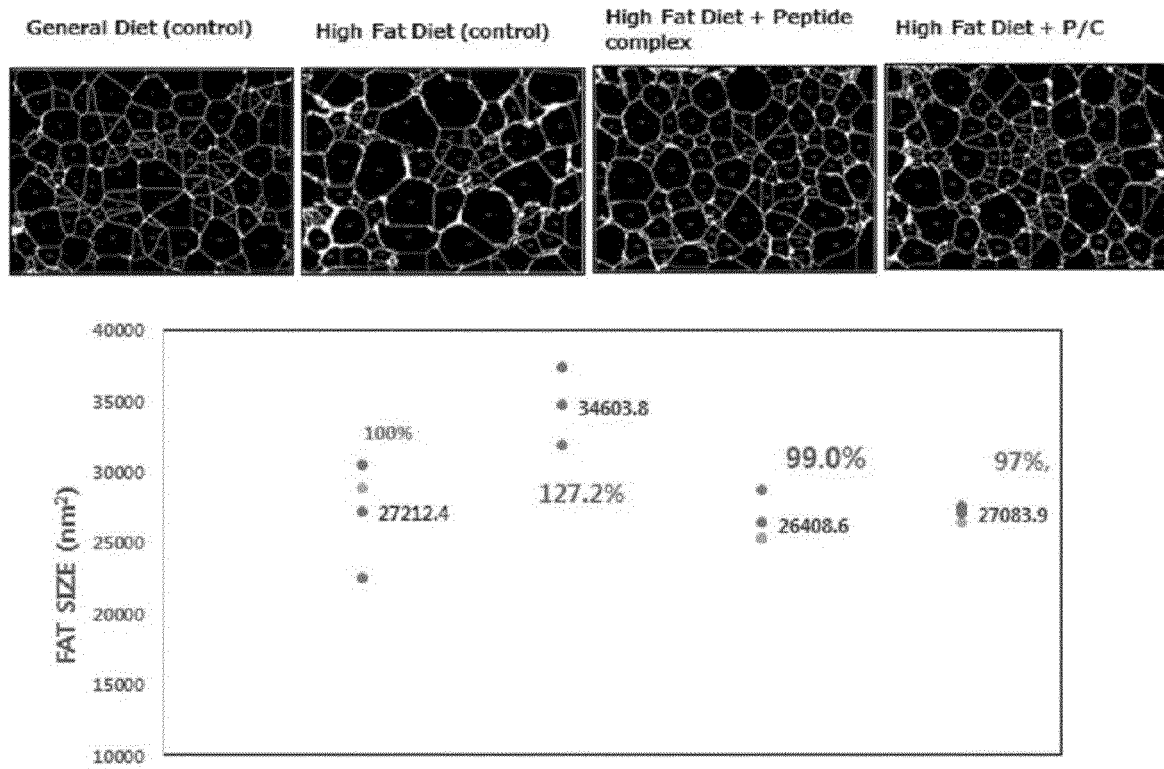 General Diet (control)
High Fat Diet (control)
High Fat Diet + Peptide
complex
High Fat Diet + P/C
40000
35000
30000
25000
20000
15000
10000
FAT SIZE (nm²)
100%
27212.4
34603.8
127.2%
99.0%
26408.6
97%.
27083.9